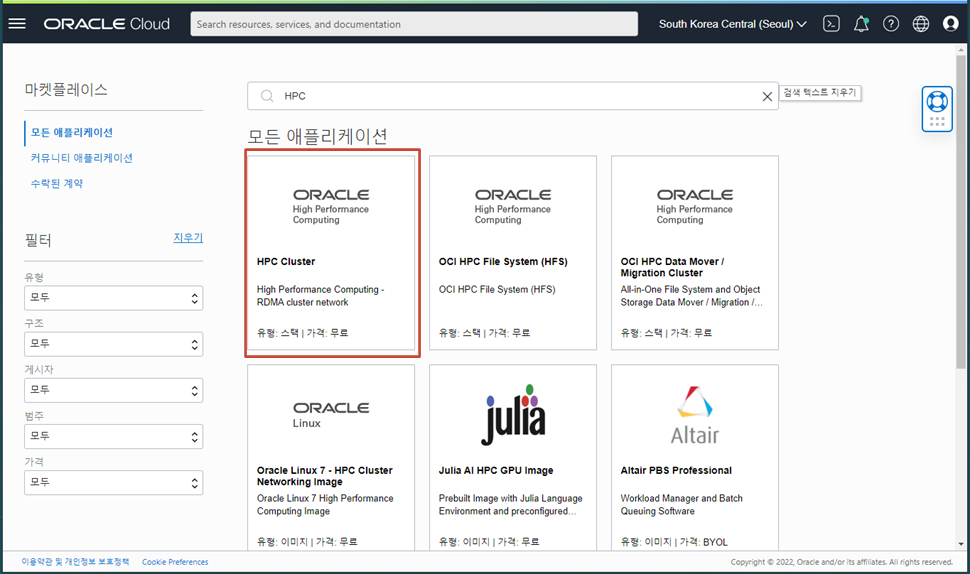 ORACLE Cloud
Search resources, services, and documentation
South Korea Central (Seoul)
마켓플레이스
모든 애플리케이션
커뮤니티 애플리케이션
수락된 계약
필터
지우기
유형
모두
구조
모두
게시자
모두
범주
모두
가격
모두
HPC
검색 텍스트 지우기
모든 애플리케이션
ORACLE
High Performance
Computing
HPC Cluster
High Performance Computing -
RDMA cluster network
유형: 스택 | 가격: 무료
ORACLE
High Performance
Computing
OCI HPC File System (HFS)
OCI HPC File System (HFS)
유형: 스택 | 가격: 무료
ORACLE
High Performance
Computing
OCI HPC Data Mover /
Migration Cluster
All-in-One File System and Object
Storage Data Mover / Migration /...
유형: 스택 | 가격: 무료
ORACLE
Linux
Oracle Linux 7 - HPC Cluster
Networking Image
Oracle Linux 7 High Performance
Computing Image
유형: 이미지 | 가격: 무료
julia
Julia AI HPC GPU Image
Prebuilt Image with Julia Language
Environment and preconfigured...
유형: 이미지 | 가격: 무료
Altair
Altair PBS Professional
Workload Manager and Batch
Queuing Software
유형: 이미지 | 가격: BYOL
이용약관 및 개인정보 보호정책
Cookie Preferences
Copyright © 2022, Oracle and/or its affiliates. All rights reserved.